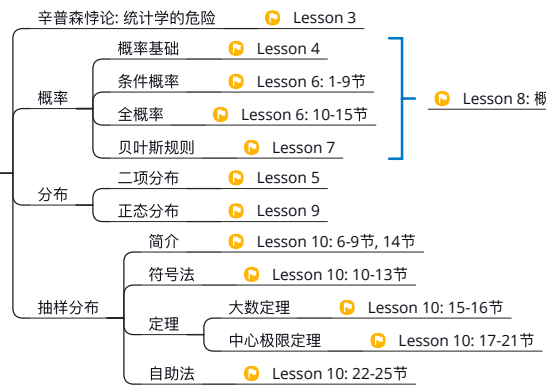 辛普森悖论: 统计学的危险 Lesson 3
概率
概率基础 Lesson 4
条件概率 Lesson 6: 1-9节
全概率 Lesson 6: 10-15节
贝叶斯规则 Lesson 7
Lesson 8: 概
分布
二项分布 Lesson 5
正态分布 Lesson 9
抽样分布
简介 Lesson 10: 6-9节, 14节
符号法 Lesson 10: 10-13节
定理
大数定理 Lesson 10: 15-16节
中心极限定理 Lesson 10: 17-21节
自助法 Lesson 10: 22-25节